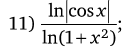 11) ln|cos x| / ln(1 + x²);